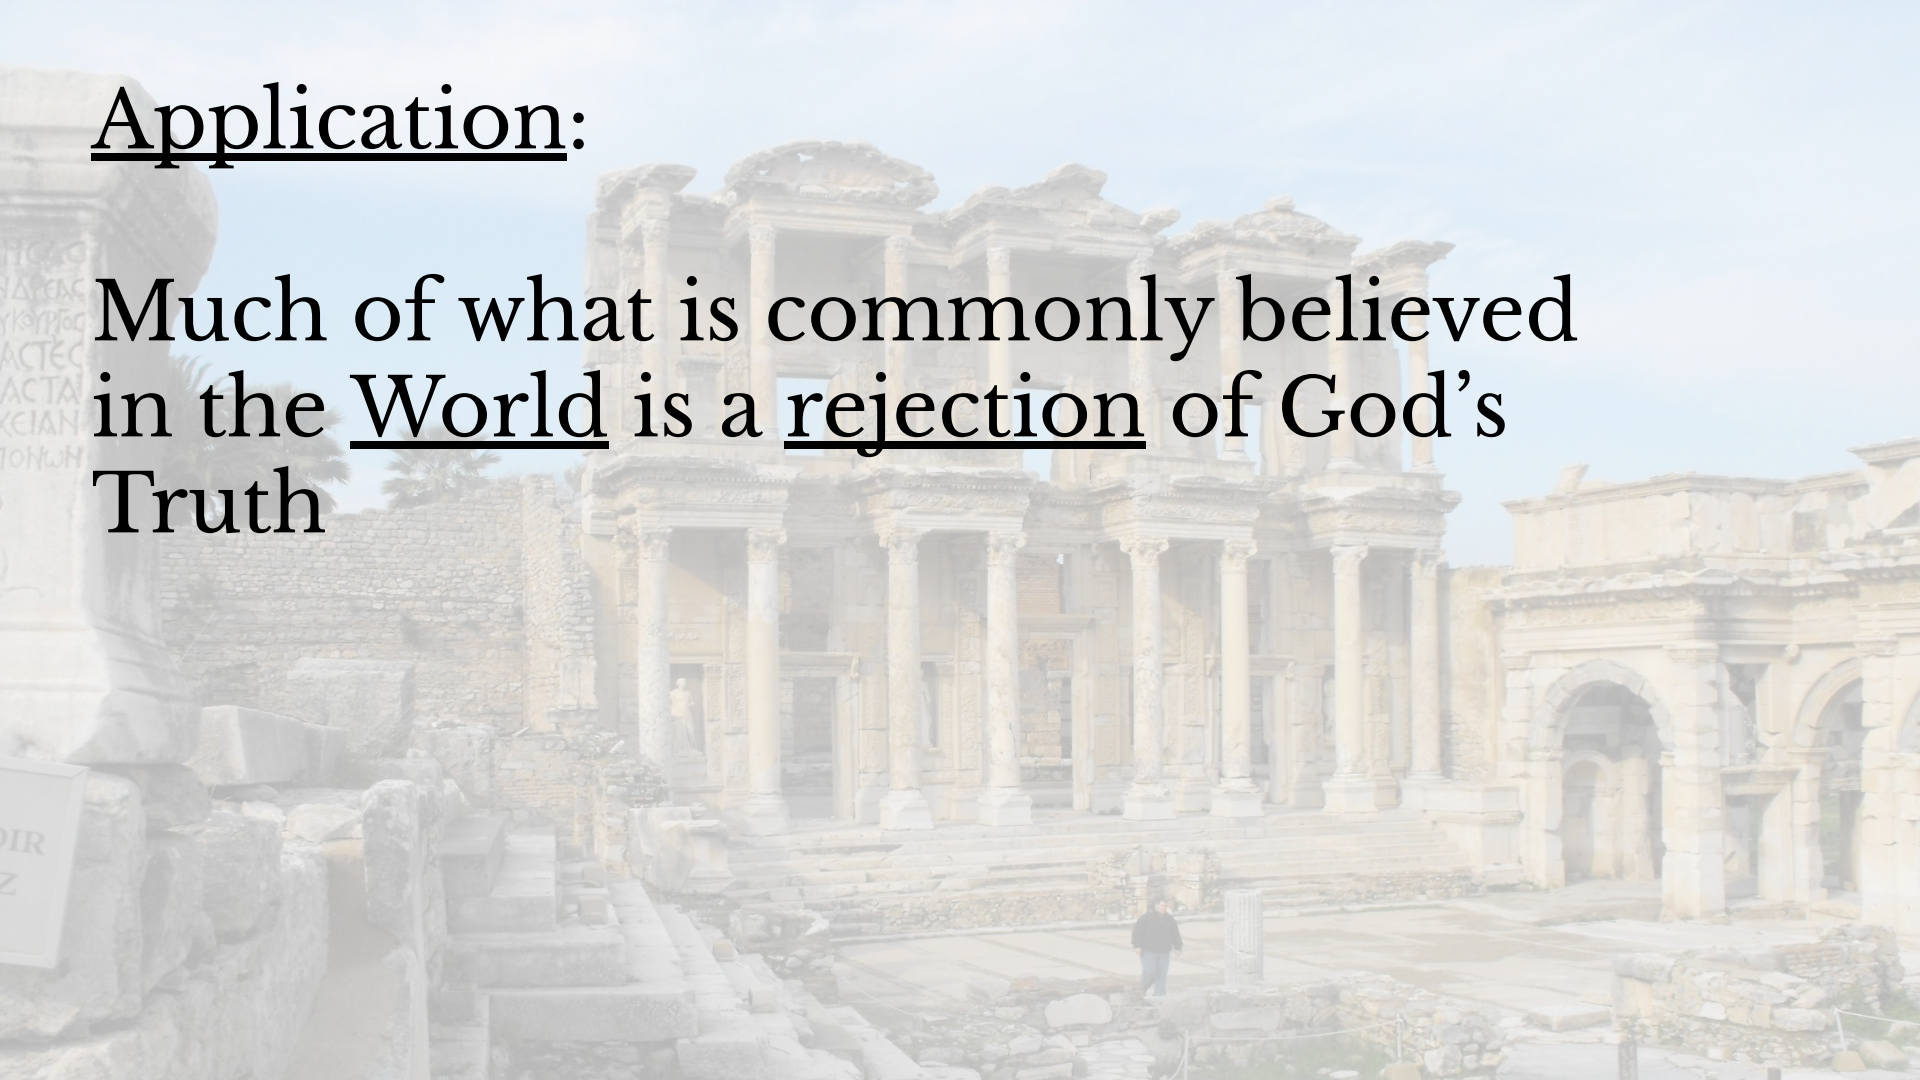 Application:
Much of what is commonly believed
in the World is a rejection of God’s
Truth